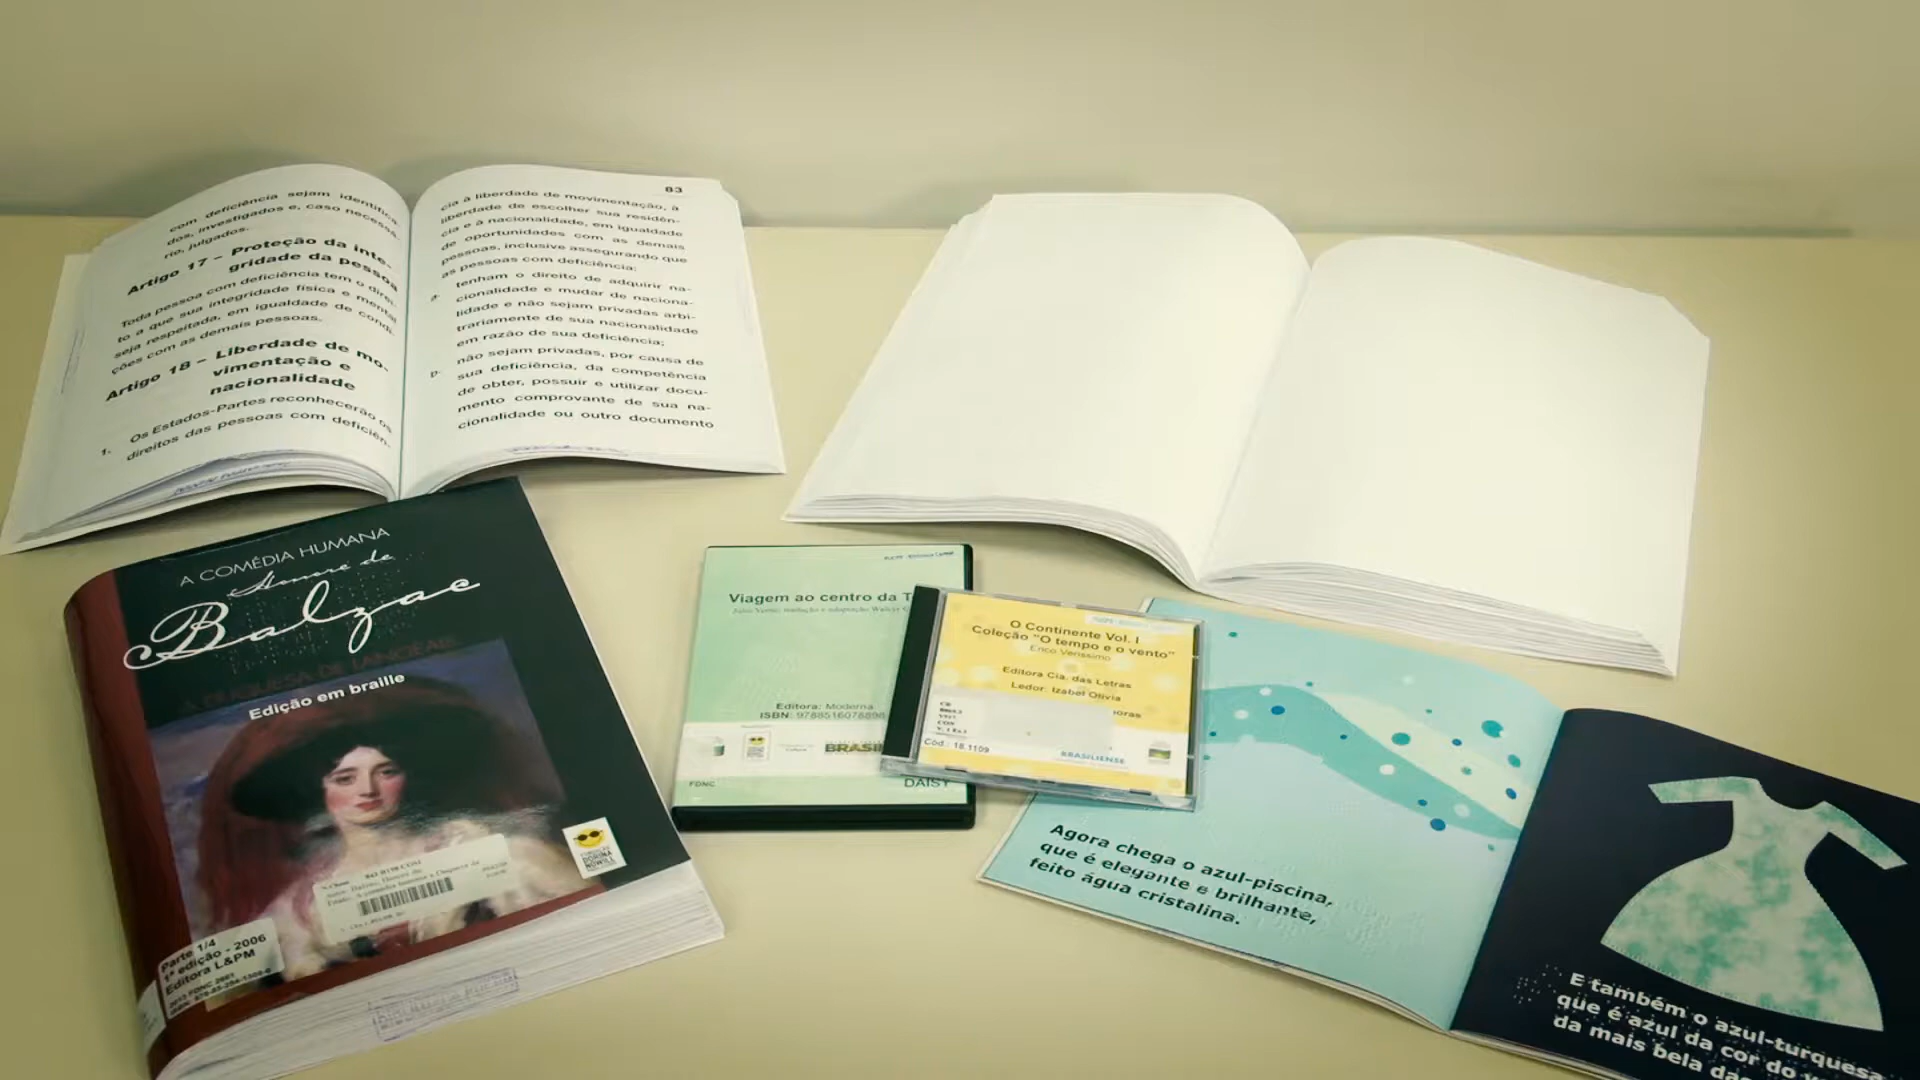 com deficiência sejam identifica-
dos, investigados e, caso necessá-
rio, julgados.
Artigo 17 – Proteção da inte-
gridade da pessoa
Toda pessoa com deficiência tem o direi-
to a que sua integridade física e mental
seja respeitada, em igualdade de condi-
ções com as demais pessoas.
Artigo 18 – Liberdade de mo-
vimentação e
nacionalidade
1. Os Estados-Partes reconhecerão os
direitos das pessoas com deficiên-
83
cia à liberdade de movimentação, à
liberdade de escolher sua residên-
cia e à nacionalidade, em igualdade
de oportunidades com as demais
pessoas, inclusive assegurando que
as pessoas com deficiência:
a- tenham o direito de adquirir na-
cionalidade e mudar de naciona-
lidade e não sejam privadas arbi-
trariamente de sua nacionalidade
em razão de sua deficiência;
b- não sejam privadas, por causa de
sua deficiência, da competência
de obter, possuir e utilizar docu-
mento comprovante de sua na-
cionalidade ou outro documento
A COMÉDIA HUMANA
Honoré de
Balzac
A DUQUESA DE LANGEAIS
Edição em braille
FUNDAÇÃO
DORINA
NOWILL
Parte 1/4
1ª edição - 2006
Editora L&PM
Viagem ao centro da T
Editora: Moderna
BRASIL
FDNC
DAISY
O Continente Vol. I
Coleção "O tempo e o vento"
Erico Verissimo
Editora Cia. das Letras
Ledor: Izabel Olivia
oras
Cód.: 18.1109
BRASILIENSE
Agora chega o azul-piscina,
que é elegante e brilhante,
feito água cristalina.
E também o azul-turquesa
que é azul da cor do
da mais bela